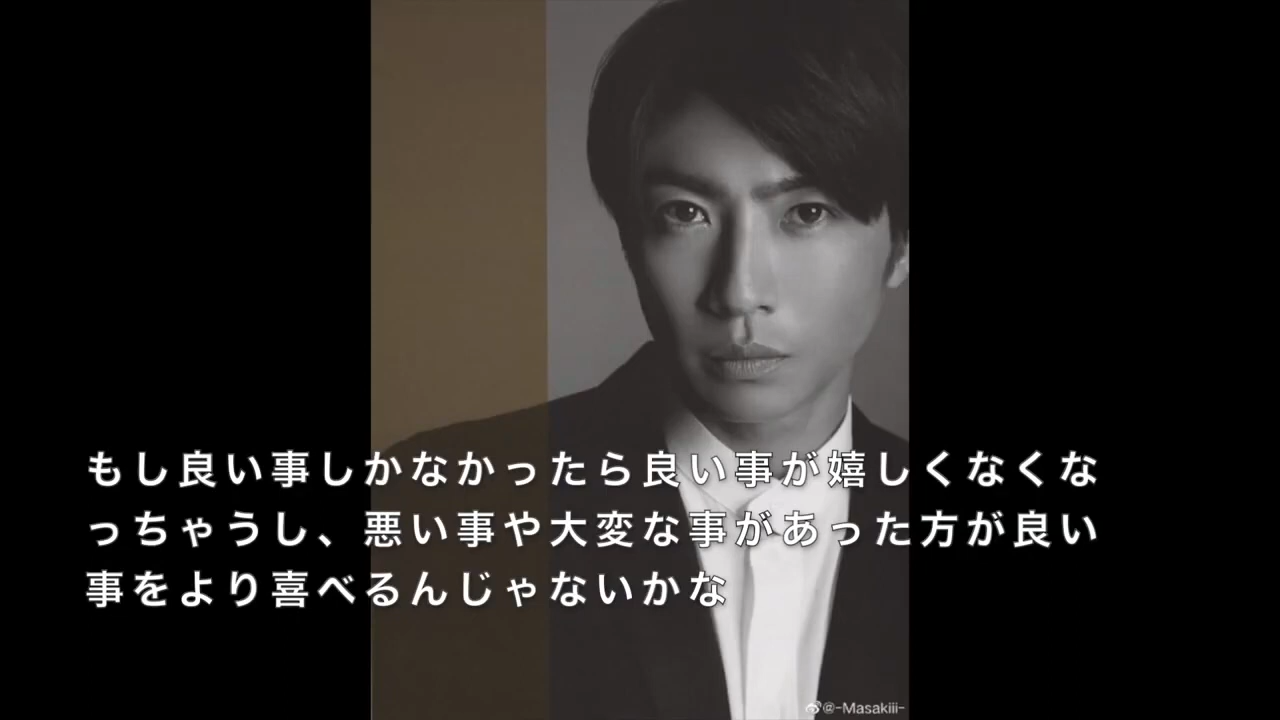 もし良い事しかなかったら良い事が嬉しくなくな
っちゃうし、悪い事や大変な事があった方が良い
事をより喜べるんじゃないかな
@-Masakiii-